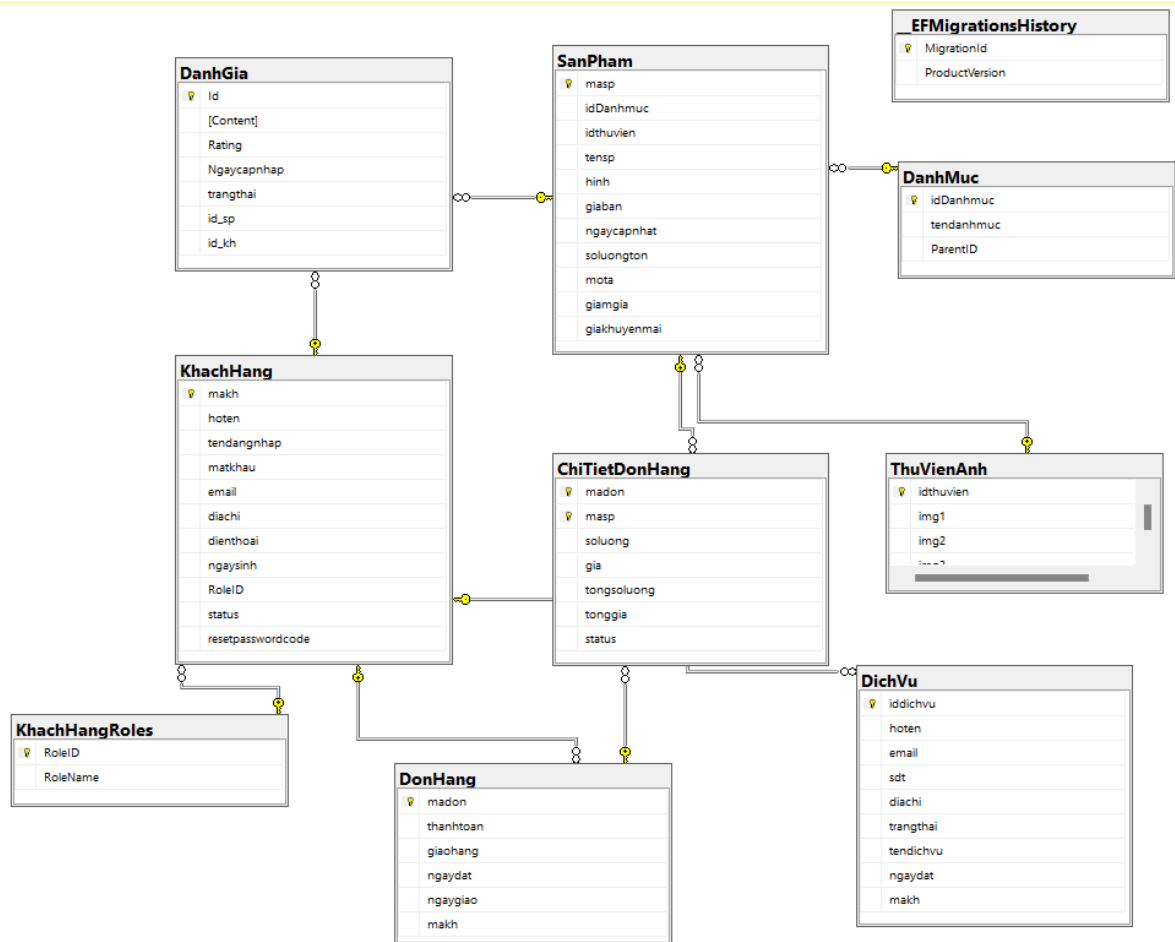 __EFMigrationsHistory
MigrationId
ProductVersion
DanhGia
Id
[Content]
Rating
Ngaycapnhap
trangthai
id_sp
id_kh
SanPham
masp
idDanhmuc
idthuvien
tensp
hinh
giaban
ngaycapnhat
soluongton
mota
giamgia
giakhuyenmai
DanhMuc
idDanhmuc
tendanhmuc
ParentID
KhachHang
makh
hoten
tendangnhap
matkhau
email
diachi
dienthoai
ngaysinh
RoleID
status
resetpasswordcode
ChiTietDonHang
madon
masp
soluong
gia
tongsoluong
tonggia
status
ThuVienAnh
idthuvien
img1
img2
KhachHangRoles
RoleID
RoleName
DonHang
madon
thanhtoan
giaohang
ngaydat
ngaygiao
makh
DichVu
iddichvu
hoten
email
sdt
diachi
trangthai
tendichvu
ngaydat
makh